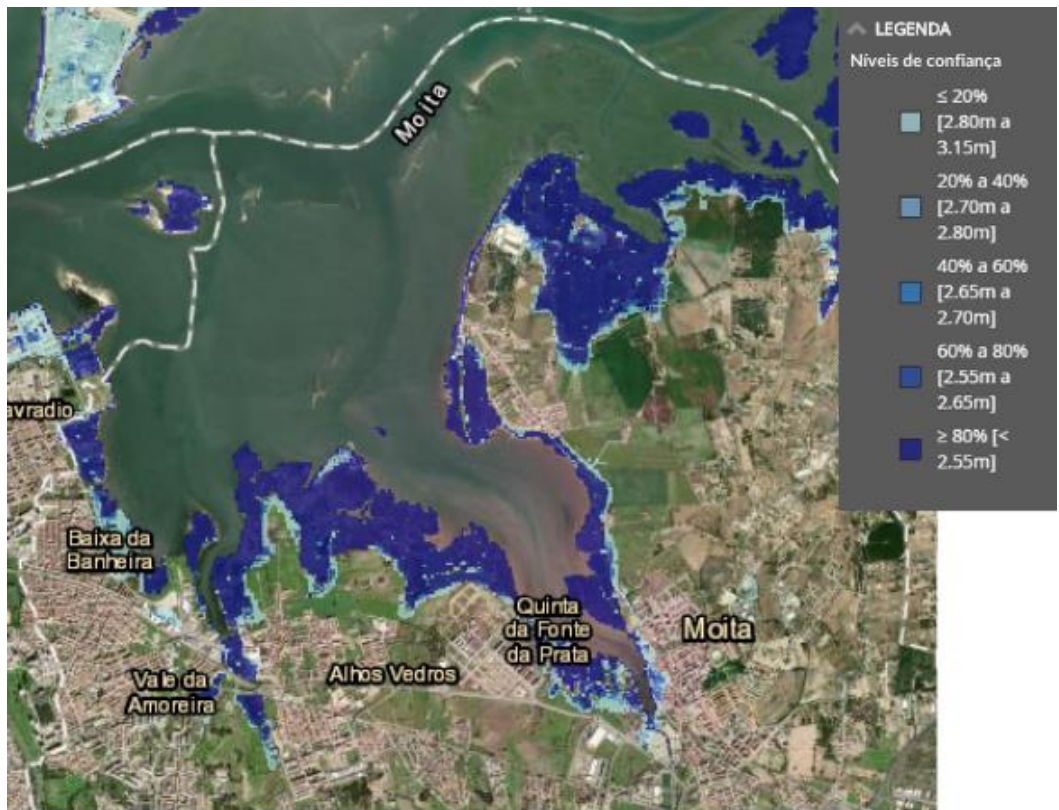 LEGENDA
Níveis de confiança
≤ 20%
[2.80m a
3.15m]
20% a 40%
[2.70m a
2.80m]
40% a 60%
[2.65m a
2.70m]
60% a 80%
[2.55m a
2.65m]
≥ 80% [<
2.55m]
Moita
avradio
Baixa da
Banheira
Quinta
da Fonte
da Prata
Moita
Alhos Vedros
Vale da
Amoreira